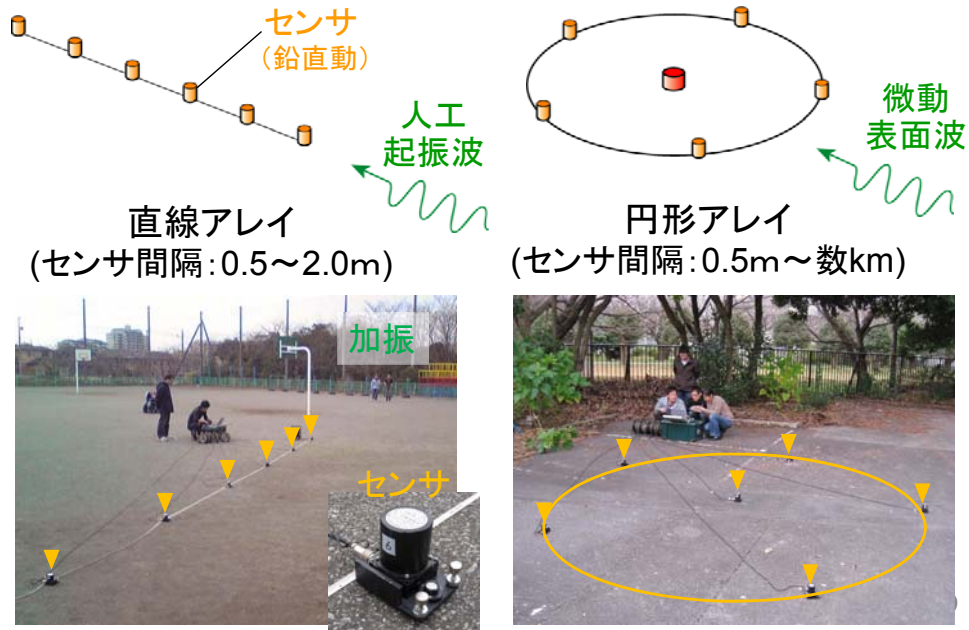 センサ
(鉛直動)
人工
起振波
直線アレイ
(センサ間隔:0.5~2.0m)
微動
表面波
円形アレイ
(センサ間隔:0.5m~数km)
加振
センサ
6